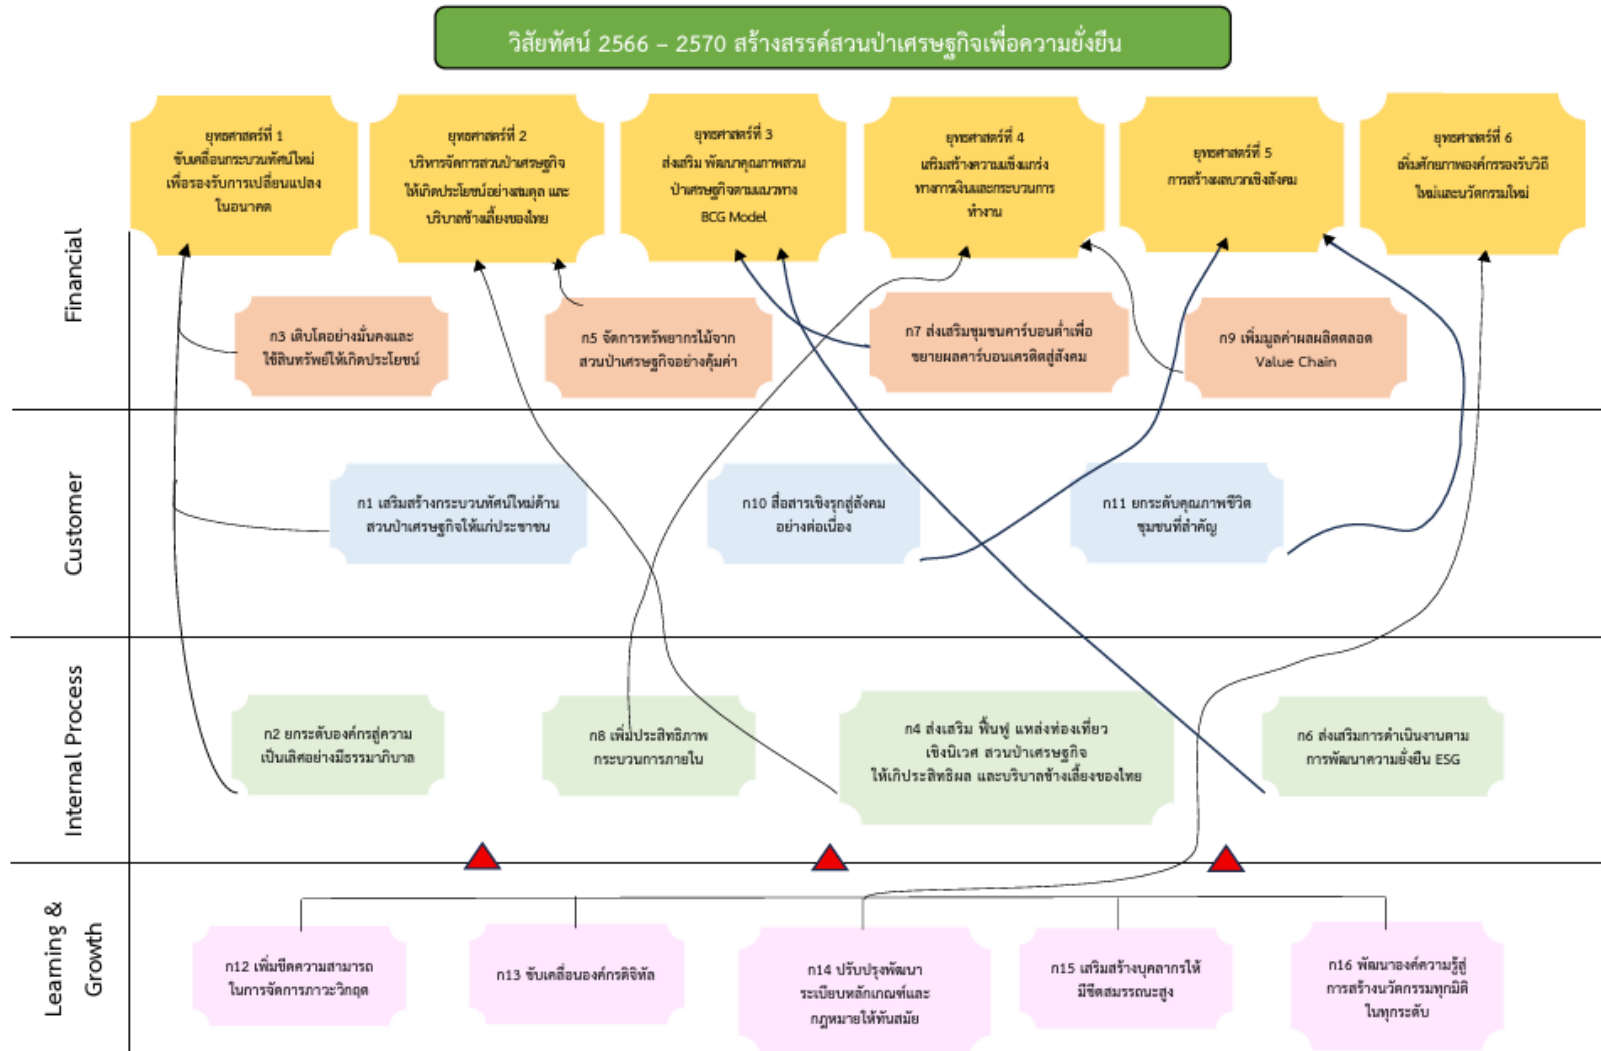 วิสัยทัศน์ 2566 – 2570 สร้างสรรค์สวนป่าเศรษฐกิจเพื่อความยั่งยืน
ยุทธศาสตร์ที่ 1
ขับเคลื่อนกระบวนทัศน์ใหม่
เพื่อรองรับการเปลี่ยนแปลง
ในอนาคต
ยุทธศาสตร์ที่ 2
บริหารจัดการสวนป่าเศรษฐกิจ
ให้เกิดประโยชน์อย่างสมดุล และ
บริบาลช้างเลี้ยงของไทย
ยุทธศาสตร์ที่ 3
ส่งเสริม พัฒนาคุณภาพสวน
ป่าเศรษฐกิจตามแนวทาง
BCG Model
ยุทธศาสตร์ที่ 4
เสริมสร้างความแข็งแกร่ง
ทางการเงินและกระบวนการ
ทำงาน
ยุทธศาสตร์ที่ 5
การสร้างผลบวกเชิงสังคม
ยุทธศาสตร์ที่ 6
เพิ่มศักยภาพองค์กรรองรับวิถี
ใหม่และนวัตกรรมใหม่
Financial
ก3 เติบโตอย่างมั่นคงและ
ใช้สินทรัพย์ให้เกิดประโยชน์
ก5 จัดการทรัพยากรไม้จาก
สวนป่าเศรษฐกิจอย่างคุ้มค่า
ก7 ส่งเสริมชุมชนคาร์บอนต่ำเพื่อ
ขยายผลคาร์บอนเครดิตสู่สังคม
ก9 เพิ่มมูลค่าผลผลิตตลอด
Value Chain
Customer
ก1 เสริมสร้างกระบวนทัศน์ใหม่ด้าน
สวนป่าเศรษฐกิจให้แก่ประชาชน
ก10 สื่อสารเชิงรุกสู่สังคม
อย่างต่อเนื่อง
ก11 ยกระดับคุณภาพชีวิต
ชุมชนที่สำคัญ
Internal Process
ก2 ยกระดับองค์กรสู่ความ
เป็นเลิศอย่างมีธรรมาภิบาล
ก8 เพิ่มประสิทธิภาพ
กระบวนการภายใน
ก4 ส่งเสริม ฟื้นฟู แหล่งท่องเที่ยว
เชิงนิเวศ สวนป่าเศรษฐกิจ
ให้เกิประสิทธิผล และบริบาลช้างเลี้ยงของไทย
ก6 ส่งเสริมการดำเนินงานตาม
การพัฒนาความยั่งยืน ESG
Learning &
Growth
ก12 เพิ่มขีดความสามารถ
ในการจัดการภาวะวิกฤต
ก13 ขับเคลื่อนองค์กรดิจิทัล
ก14 ปรับปรุงพัฒนา
ระเบียบหลักเกณฑ์และ
กฎหมายให้ทันสมัย
ก15 เสริมสร้างบุคลากรให้
มีขีดสมรรถนะสูง
ก16 พัฒนาองค์ความรู้สู่
การสร้างนวัตกรรมทุกมิติ
ในทุกระดับ